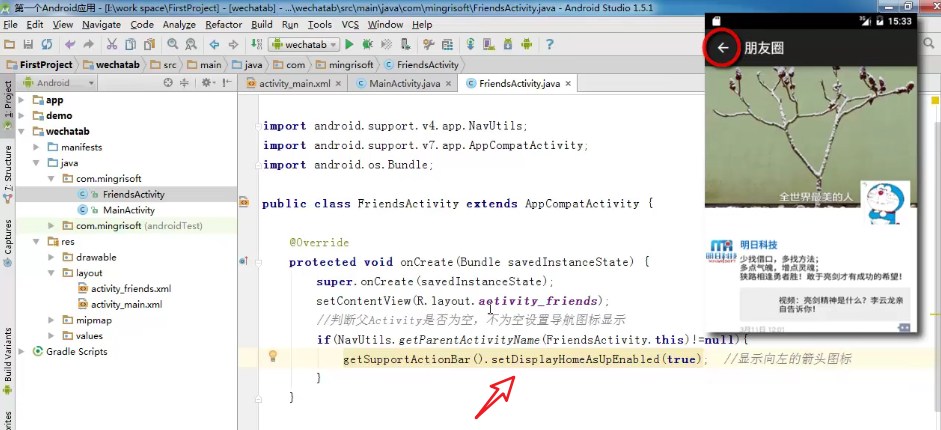 第一个Android应用 - [E:\work space\FirstProject] - [wechatab] - ...\wechatab\src\main\java\com\mingrisoft\FriendsActivity.java - Android Studio 1.5.1
File Edit View Navigate Code Analyze Refactor Build Run Tools VCS Window Help
wechatab
FirstProject wechatab src main java com mingrisoft FriendsActivity
Android
activity_main.xml MainActivity.java FriendsActivity.java
1: Project
7: Structure
Captures
Build Variants
app
demo
wechatab
manifests
java
com.mingrisoft
FriendsActivity
MainActivity
com.mingrisoft (androidTest)
res
drawable
layout
activity_friends.xml
activity_main.xml
mipmap
values
Gradle Scripts
import android.support.v4.app.NavUtils;
import android.support.v7.app.AppCompatActivity;
import android.os.Bundle;
public class FriendsActivity extends AppCompatActivity {
@Override
protected void onCreate(Bundle savedInstanceState) {
super.onCreate(savedInstanceState);
setContentView(R.layout.activity_friends);
//判断父Activity是否为空，不为空设置导航图标显示
if(NavUtils.getParentActivityName(FriendsActivity.this)!=null){
getSupportActionBar().setDisplayHomeAsUpEnabled(true); //显示向左的箭头图标
}
}
3G 15:33
朋友圈
全世界最美的人
明日科技
明日科技
少找借口，多找方法；
多点气魄，增点灵魂；
狭路相逢勇者胜！敢于亮剑才有成功的希望！
视频：亮剑精神是什么？李云龙亲
自告诉你！
3月11日 12:01